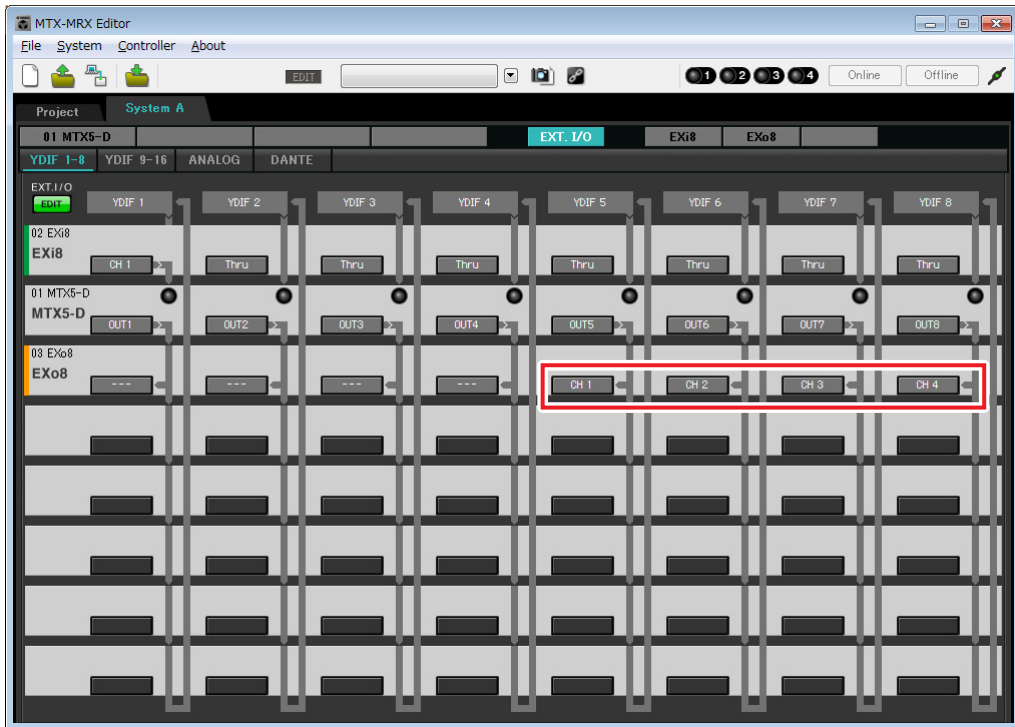 MTX-MRX Editor
File System Controller About
EDIT 1 2 3 4 Online Offline
Project System A
01 MTX5-D EXT. I/O EXi8 EXo8
YDIF 1-8 YDIF 9-16 ANALOG DANTE
EXT.I/O
EDIT YDIF 1 YDIF 2 YDIF 3 YDIF 4 YDIF 5 YDIF 6 YDIF 7 YDIF 8
02 EXi8
EXi8
CH 1 Thru Thru Thru Thru Thru Thru Thru
01 MTX5-D
MTX5-D
OUT1 OUT2 OUT3 OUT4 OUT5 OUT6 OUT7 OUT8
03 EXo8
EXo8
--- --- --- --- CH 1 CH 2 CH 3 CH 4